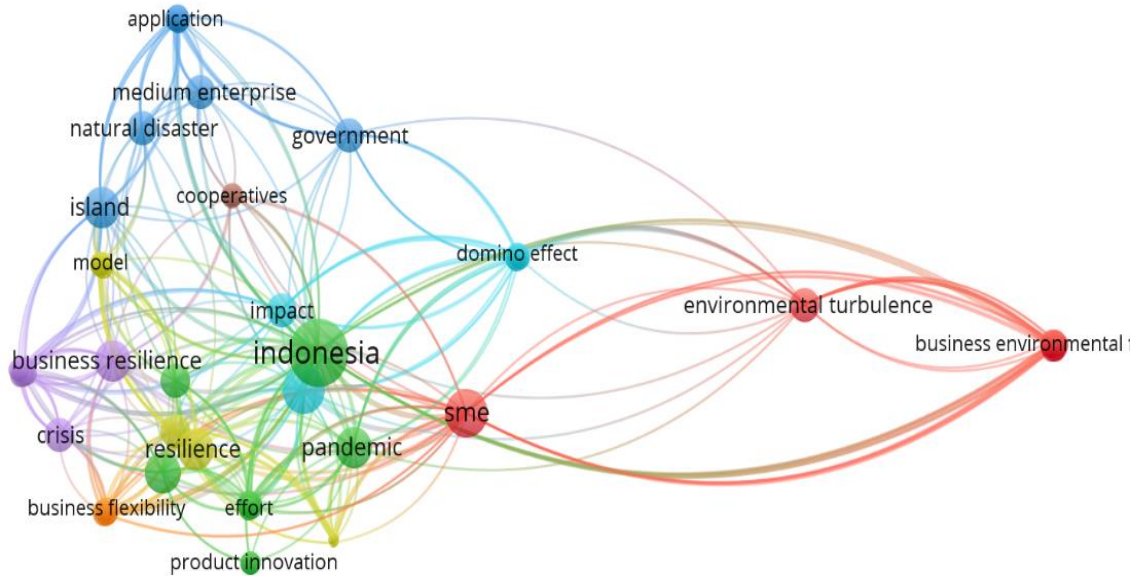 application
medium enterprise
natural disaster
government
cooperatives
island
domino effect
model
environmental turbulence
impact
business environmental f
indonesia
business resilience
sme
crisis
pandemic
resilience
business flexibility
effort
product innovation